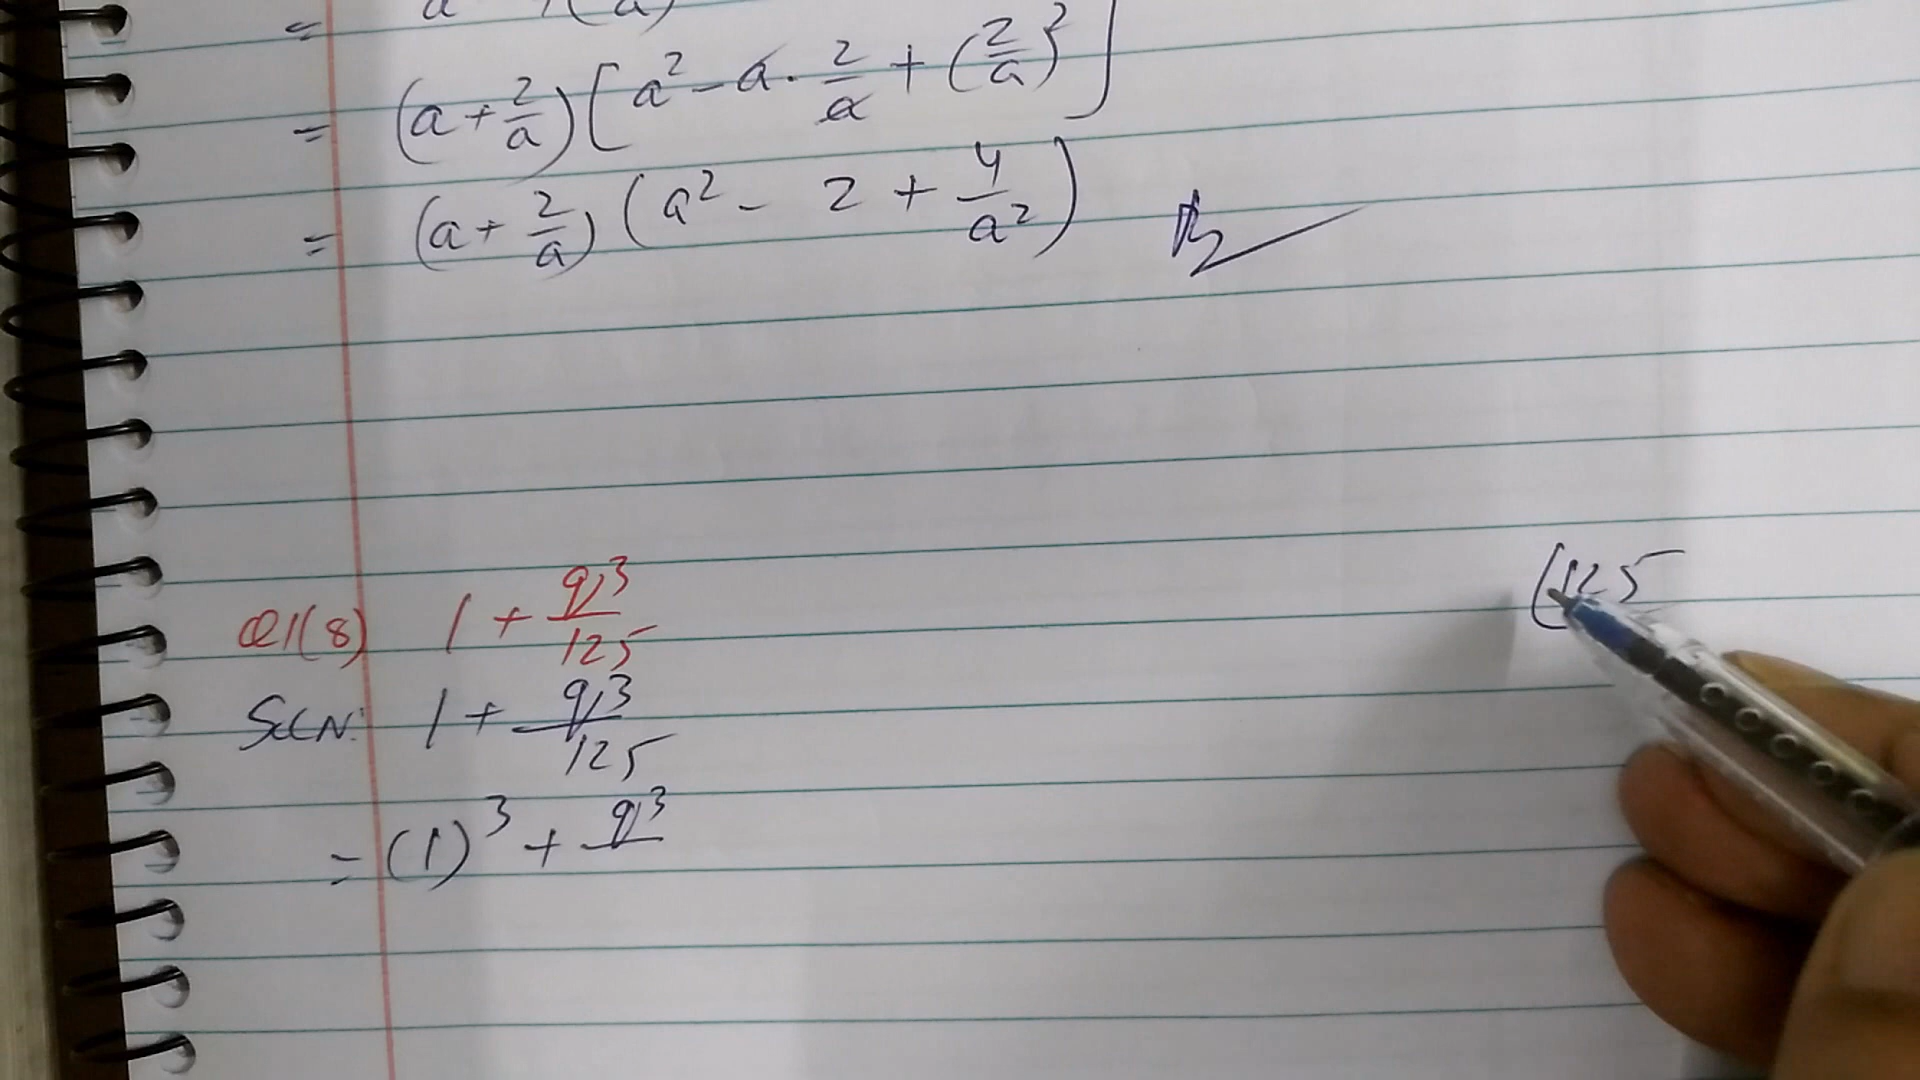 = (a + 2/a) [a² - a · 2/a + (2/a)²]
= (a + 2/a) (a² - 2 + 4/a²)
Q1(8) 1 + q³/125
Soln: 1 + q³/125
125
= (1)³ + q³/